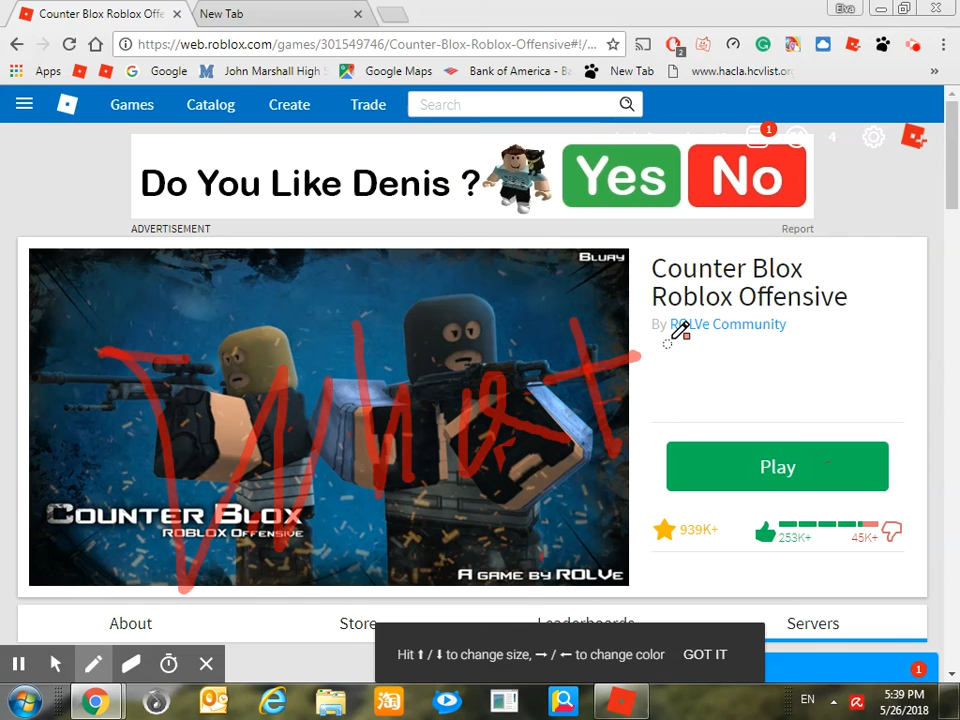 Counter Blox Roblox Offe
New Tab
Elva
https://web.roblox.com/games/301549746/Counter-Blox-Roblox-Offensive#!/...
2
Apps
Google
John Marshall High S
Google Maps
Bank of America - Ba
New Tab
www.hacla.hcvlist.org
»
Games
Catalog
Create
Trade
Search
1
4
Do You Like Denis ?
Yes
No
ADVERTISEMENT
Report
Bluay
What
Counter Blox
Roblox Offensive
A game by ROLVe
Counter Blox
Roblox Offensive
By ROLVe Community
Play
939K+
253K+
45K+
About
Store
Leaderboards
Servers
Hit ⬆ / ⬇ to change size, ➞ / ← to change color
GOT IT
1
EN
5:39 PM
5/26/2018